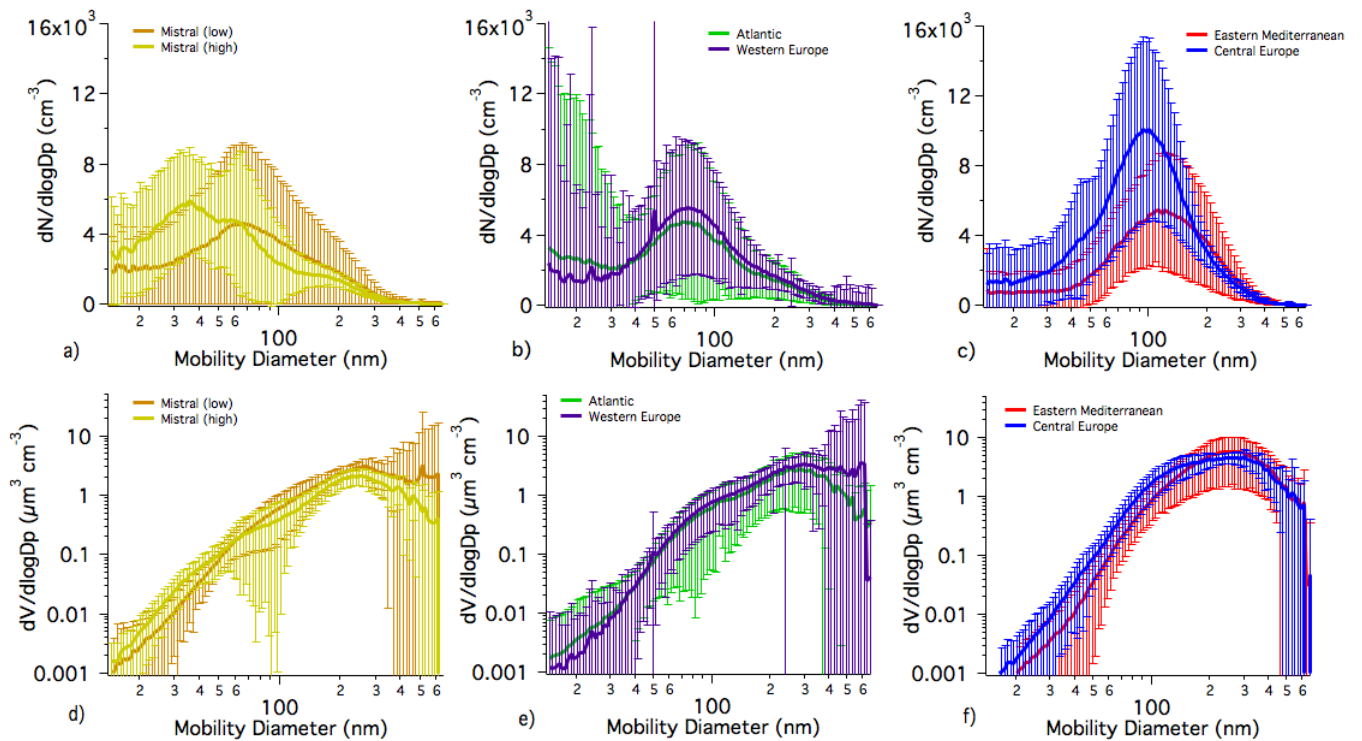 16x10³
12
8
4
0
dN/dlogDp (cm⁻³)
Mistral (low)
Mistral (high)
2 3 4 5 6 2 3 4 5 6
100
a) Mobility Diameter (nm)
16x10³
12
8
4
0
dN/dlogDp (cm⁻³)
Atlantic
Western Europe
2 3 4 5 6 2 3 4 5 6
100
b) Mobility Diameter (nm)
16x10³
12
8
4
0
dN/dlogDp (cm⁻³)
Eastern Mediterranean
Central Europe
2 3 4 5 6 2 3 4 5 6
100
c) Mobility Diameter (nm)
10
1
0.1
0.01
0.001
dV/dlogDp (µm³ cm⁻³)
Mistral (low)
Mistral (high)
2 3 4 5 6 2 3 4 5 6
100
d) Mobility Diameter (nm)
10
1
0.1
0.01
0.001
dV/dlogDp (µm³ cm⁻³)
Atlantic
Western Europe
2 3 4 5 6 2 3 4 5 6
100
e) Mobility Diameter (nm)
10
1
0.1
0.01
0.001
dV/dlogDp (µm³ cm⁻³)
Eastern Mediterranean
Central Europe
2 3 4 5 6 2 3 4 5 6
100
f) Mobility Diameter (nm)